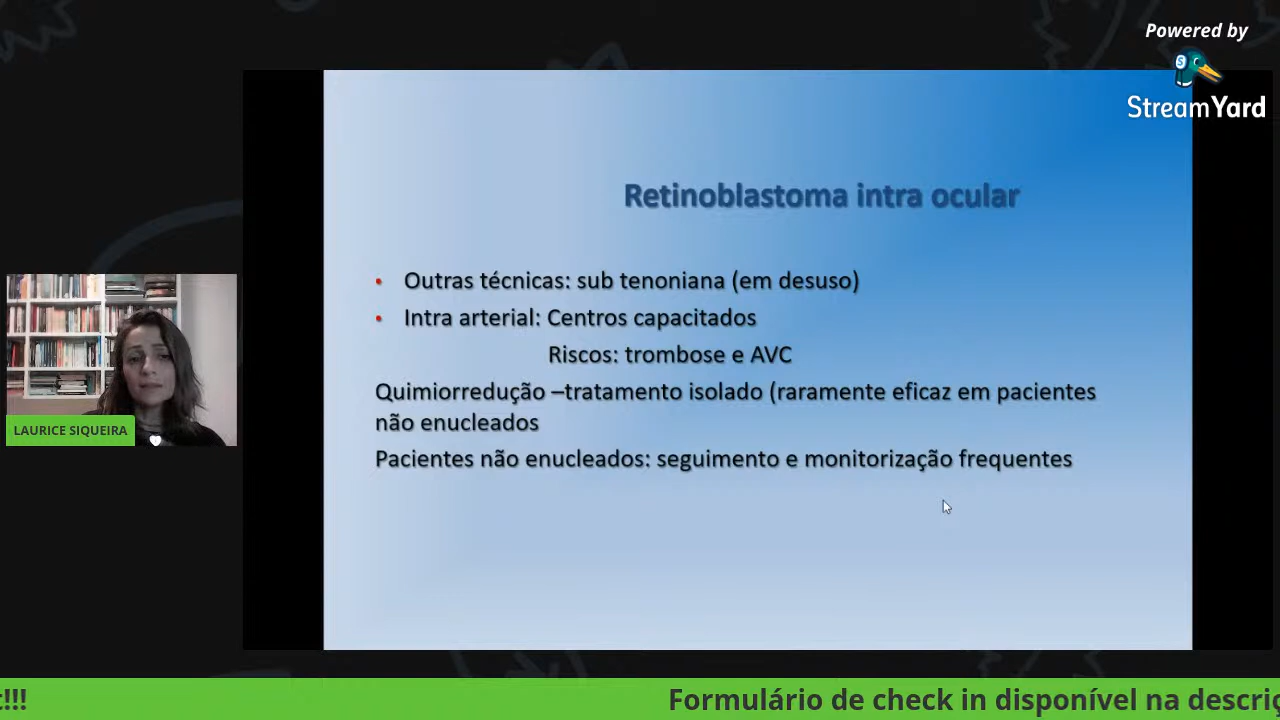 Powered by
StreamYard
Retinoblastoma intra ocular
• Outras técnicas: sub tenoniana (em desuso)
• Intra arterial: Centros capacitados
Riscos: trombose e AVC
Quimiorredução –tratamento isolado (raramente eficaz em pacientes
não enucleados
Pacientes não enucleados: seguimento e monitorização frequentes
LAURICE SIQUEIRA
!!! Formulário de check in disponível na descriç